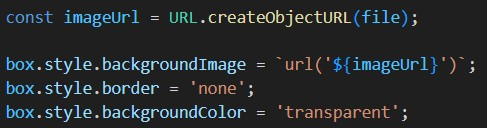 const imageUrl = URL.createObjectURL(file);
box.style.backgroundImage = `url('${imageUrl}')`;
box.style.border = 'none';
box.style.backgroundColor = 'transparent';